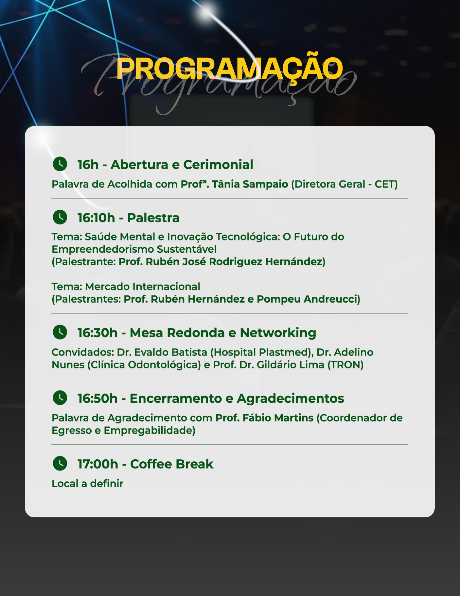 PROGRAMAÇÃO
Programação
16h - Abertura e Cerimonial
Palavra de Acolhida com Profª. Tânia Sampaio (Diretora Geral - CET)
16:10h - Palestra
Tema: Saúde Mental e Inovação Tecnológica: O Futuro do
Empreendedorismo Sustentável
(Palestrante: Prof. Rubén José Rodriguez Hernández)
Tema: Mercado Internacional
(Palestrantes: Prof. Rubén Hernández e Pompeu Andreucci)
16:30h - Mesa Redonda e Networking
Convidados: Dr. Evaldo Batista (Hospital Plastmed), Dr. Adelino
Nunes (Clínica Odontológica) e Prof. Dr. Gildário Lima (TRON)
16:50h - Encerramento e Agradecimentos
Palavra de Agradecimento com Prof. Fábio Martins (Coordenador de
Egresso e Empregabilidade)
17:00h - Coffee Break
Local a definir